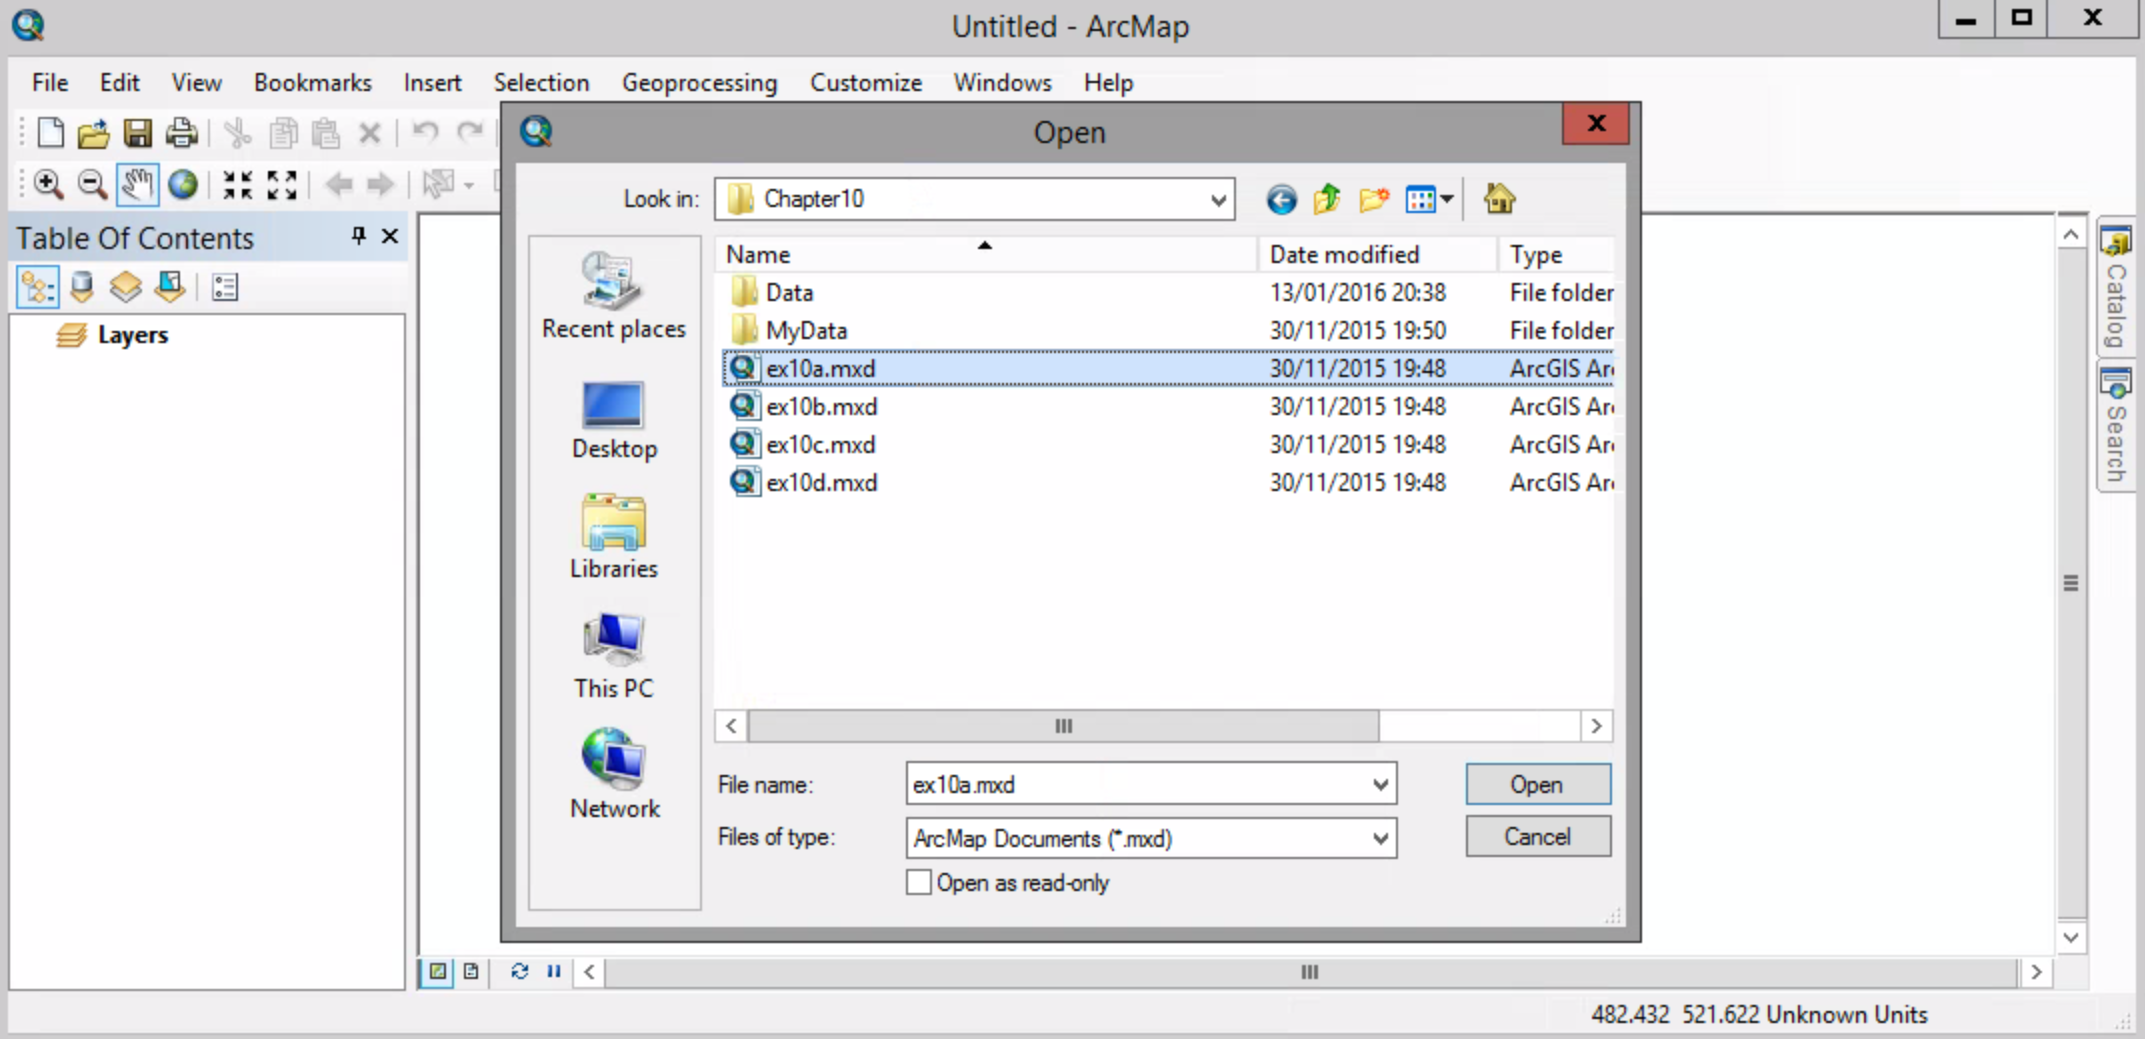 Untitled - ArcMap
File Edit View Bookmarks Insert Selection Geoprocessing Customize Windows Help
Open
Look in: Chapter10
Table Of Contents
Layers
Recent places
Desktop
Libraries
This PC
Network
Name Date modified Type
Data 13/01/2016 20:38 File folder
MyData 30/11/2015 19:50 File folder
ex10a.mxd 30/11/2015 19:48 ArcGIS Ar
ex10b.mxd 30/11/2015 19:48 ArcGIS Ar
ex10c.mxd 30/11/2015 19:48 ArcGIS Ar
ex10d.mxd 30/11/2015 19:48 ArcGIS Ar
File name: ex10a.mxd Open
Files of type: ArcMap Documents (*.mxd) Cancel
Open as read-only
Catalog
Search
482.432 521.622 Unknown Units